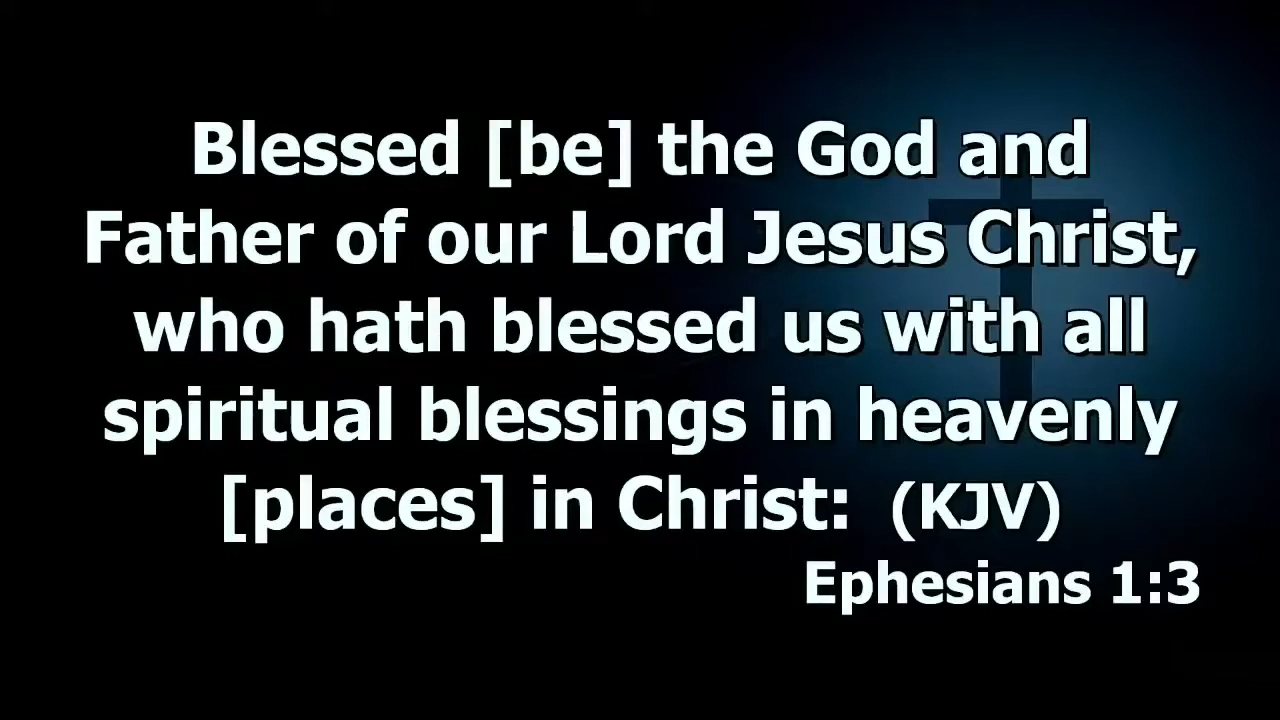 Blessed [be] the God and
Father of our Lord Jesus Christ,
who hath blessed us with all
spiritual blessings in heavenly
[places] in Christ: (KJV)
Ephesians 1:3